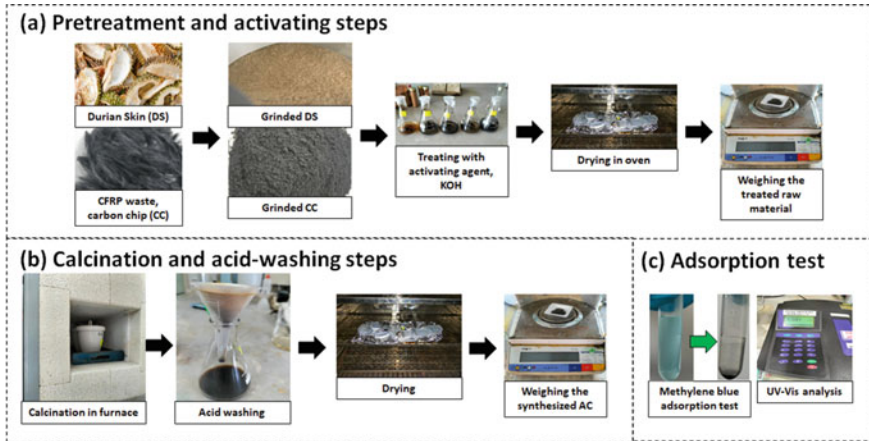 (a) Pretreatment and activating steps
Durian Skin (DS)
Grinded DS
CFRP waste,
carbon chip (CC)
Grinded CC
Treating with
activating agent,
KOH
Drying in oven
Weighing the
treated raw
material
(b) Calcination and acid-washing steps
Calcination in furnace
Acid washing
Drying
Weighing the
synthesized AC
(c) Adsorption test
Methylene blue
adsorption test
UV-Vis analysis